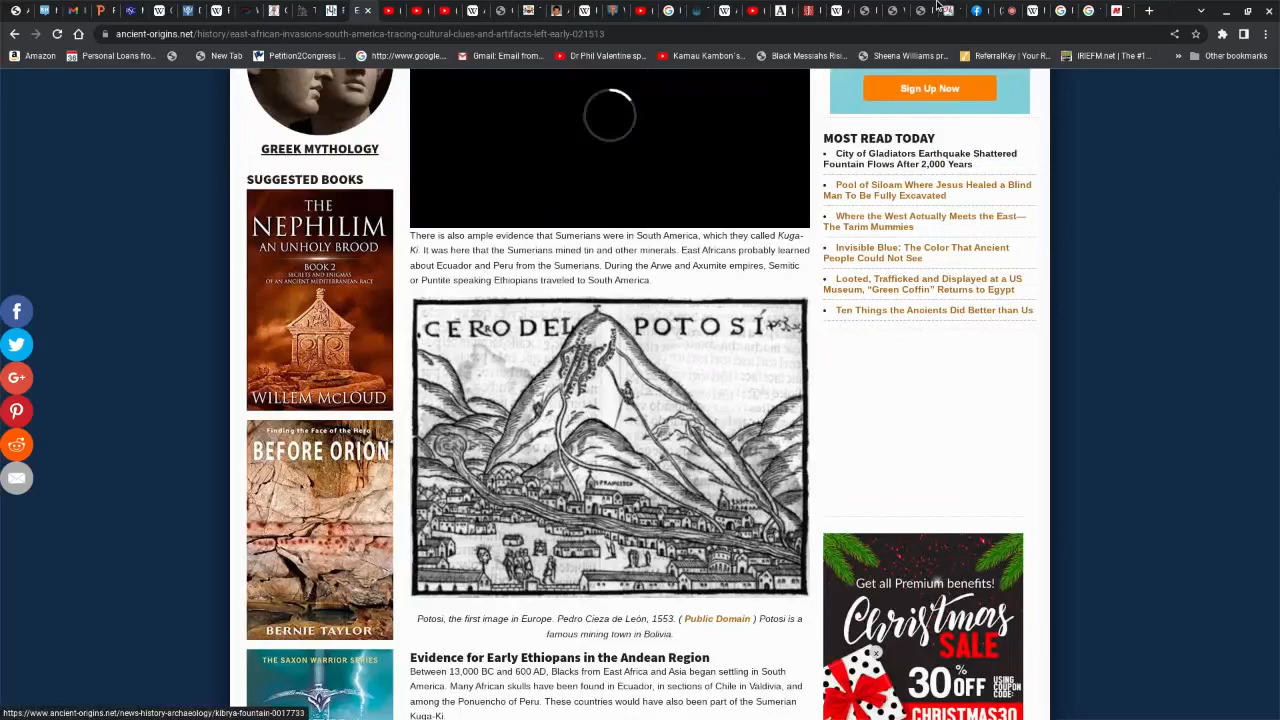 ancient-origins.net/history/east-african-invasions-south-america-tracing-cultural-clues-and-artifacts-left-early-021513
Amazon
Personal Loans fro...
New Tab
Petition2Congress |...
http://www.google...
Gmail: Email from...
Dr Phil Valentine sp...
Kamau Kambon´s...
Black Messiahs Risi...
Sheena Williams pr...
ReferralKey | Your R...
IRIEFM.net | The #1...
»
Other bookmarks
GREEK MYTHOLOGY
SUGGESTED BOOKS
THE
NEPHILIM
AN UNHOLY BROOD
BOOK 2
SECRETS AND ENIGMAS
OF AN ANCIENT MEDITERRANEAN RACE
WILLEM McLOUD
Finding the Face of the Hero
BEFORE ORION
BERNIE TAYLOR
THE SAXON WARRIOR SERIES
There is also ample evidence that Sumerians were in South America, which they called Kuga-
Ki. It was here that the Sumerians mined tin and other minerals. East Africans probably learned
about Ecuador and Peru from the Sumerians. During the Arwe and Axumite empires, Semitic
or Puntite speaking Ethiopians traveled to South America.
CERO DEL POTOSI
Potosi, the first image in Europe. Pedro Cieza de León, 1553. ( Public Domain ) Potosi is a
famous mining town in Bolivia.
Evidence for Early Ethiopans in the Andean Region
Between 13,000 BC and 600 AD, Blacks from East Africa and Asia began settling in South
America. Many African skulls have been found in Ecuador, in sections of Chile in Valdivia, and
among the Ponuencho of Peru. These countries would have also been part of the Sumerian
Kuga-Ki.
Sign Up Now
MOST READ TODAY
City of Gladiators Earthquake Shattered
Fountain Flows After 2,000 Years
Pool of Siloam Where Jesus Healed a Blind
Man To Be Fully Excavated
Where the West Actually Meets the East—
The Tarim Mummies
Invisible Blue: The Color That Ancient
People Could Not See
Looted, Trafficked and Displayed at a US
Museum, “Green Coffin” Returns to Egypt
Ten Things the Ancients Did Better than Us
Get all Premium benefits!
Christmas
SALE
30% OFF
USING
COUPON
CODE:
CHRISTMAS30
https://www.ancient-origins.net/news-history-archaeology/kibrya-fountain-0017733